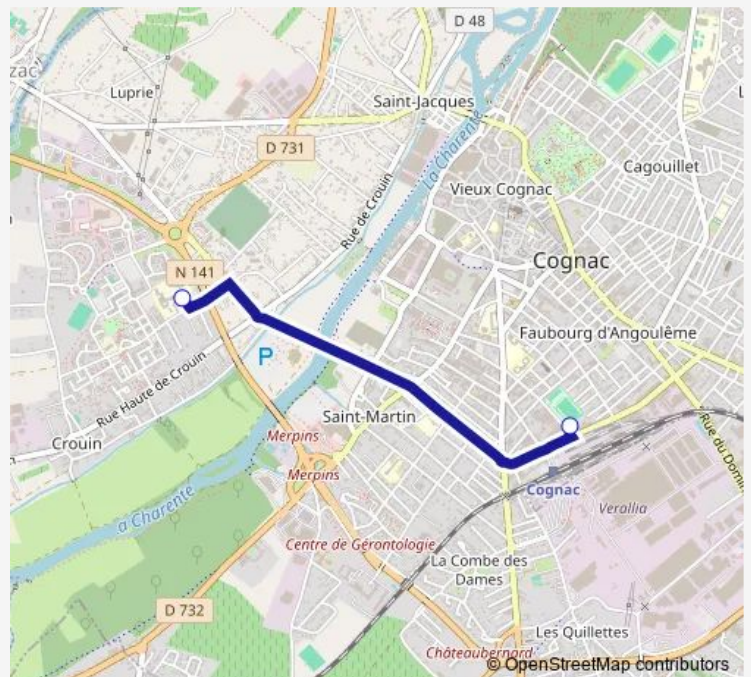 D 48
zac
Luprie
Saint-Jacques
La Charente
D 731
Cagouillet
Rue de Crouin
Vieux Cognac
Cognac
N 141
Faubourg d'Angoulême
P
Rue Haute de Crouin
Saint-Martin
Crouin
Merpins
Rue du Domin
Merpins
Cognac
Verallia
a Charente
Centre de Gérontologie
La Combe des
Dames
D 732
Les Quillettes
Châteaubernard
© OpenStreetMap contributors